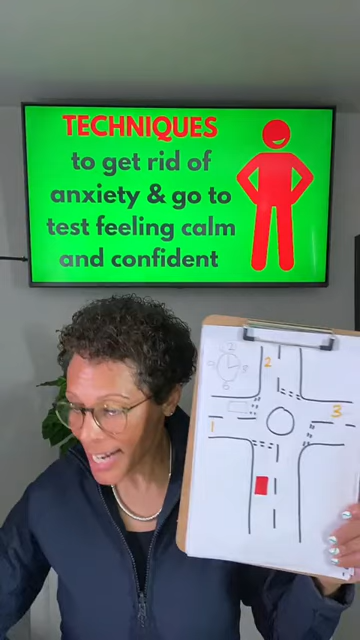 TECHNIQUES
to get rid of
anxiety & go to
test feeling calm
and confident
2
3
1